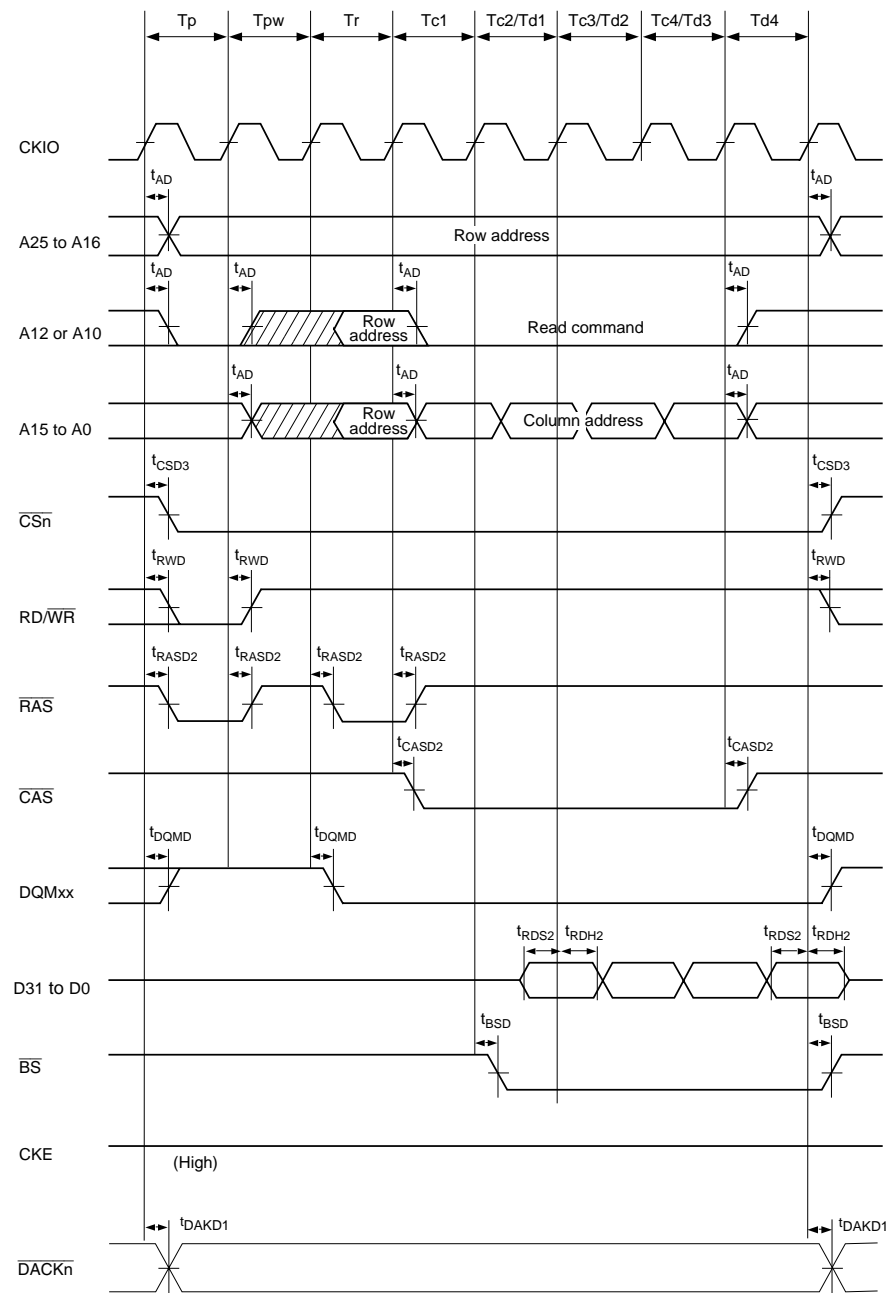 Tp Tpw Tr Tc1 Tc2/Td1 Tc3/Td2 Tc4/Td3 Td4
CKIO
tAD tAD
A25 to A16 Row address
tAD tAD tAD tAD
A12 or A10 Row address Read command
tAD tAD tAD
A15 to A0 Row address Column address
tCSD3 tCSD3
CSn
tRWD tRWD tRWD
RD/WR
tRASD2 tRASD2 tRASD2 tRASD2
RAS
tCASD2 tCASD2
CAS
tDQMD tDQMD tDQMD
DQMxx
tRDS2 tRDH2 tRDS2 tRDH2
D31 to D0
tBSD tBSD
BS
CKE
(High)
tDAKD1 tDAKD1
DACKn